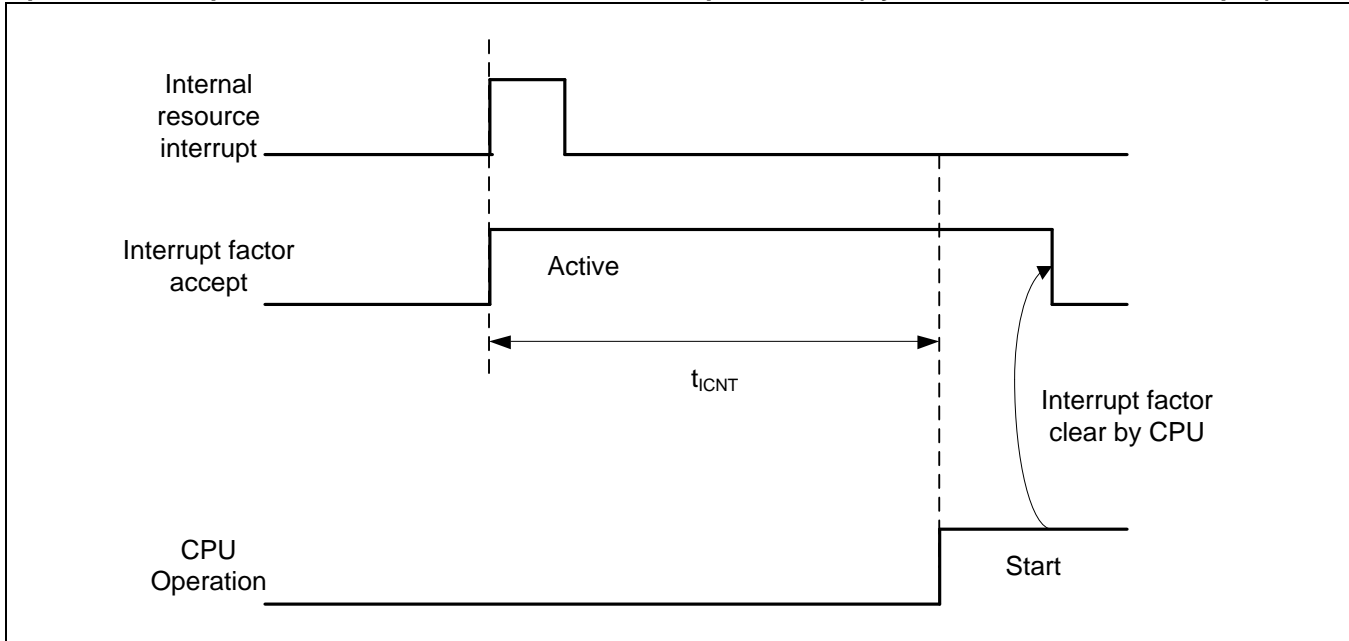 Internal
resource
interrupt
Interrupt factor
accept
Active
tICNT
Interrupt factor
clear by CPU
CPU
Operation
Start